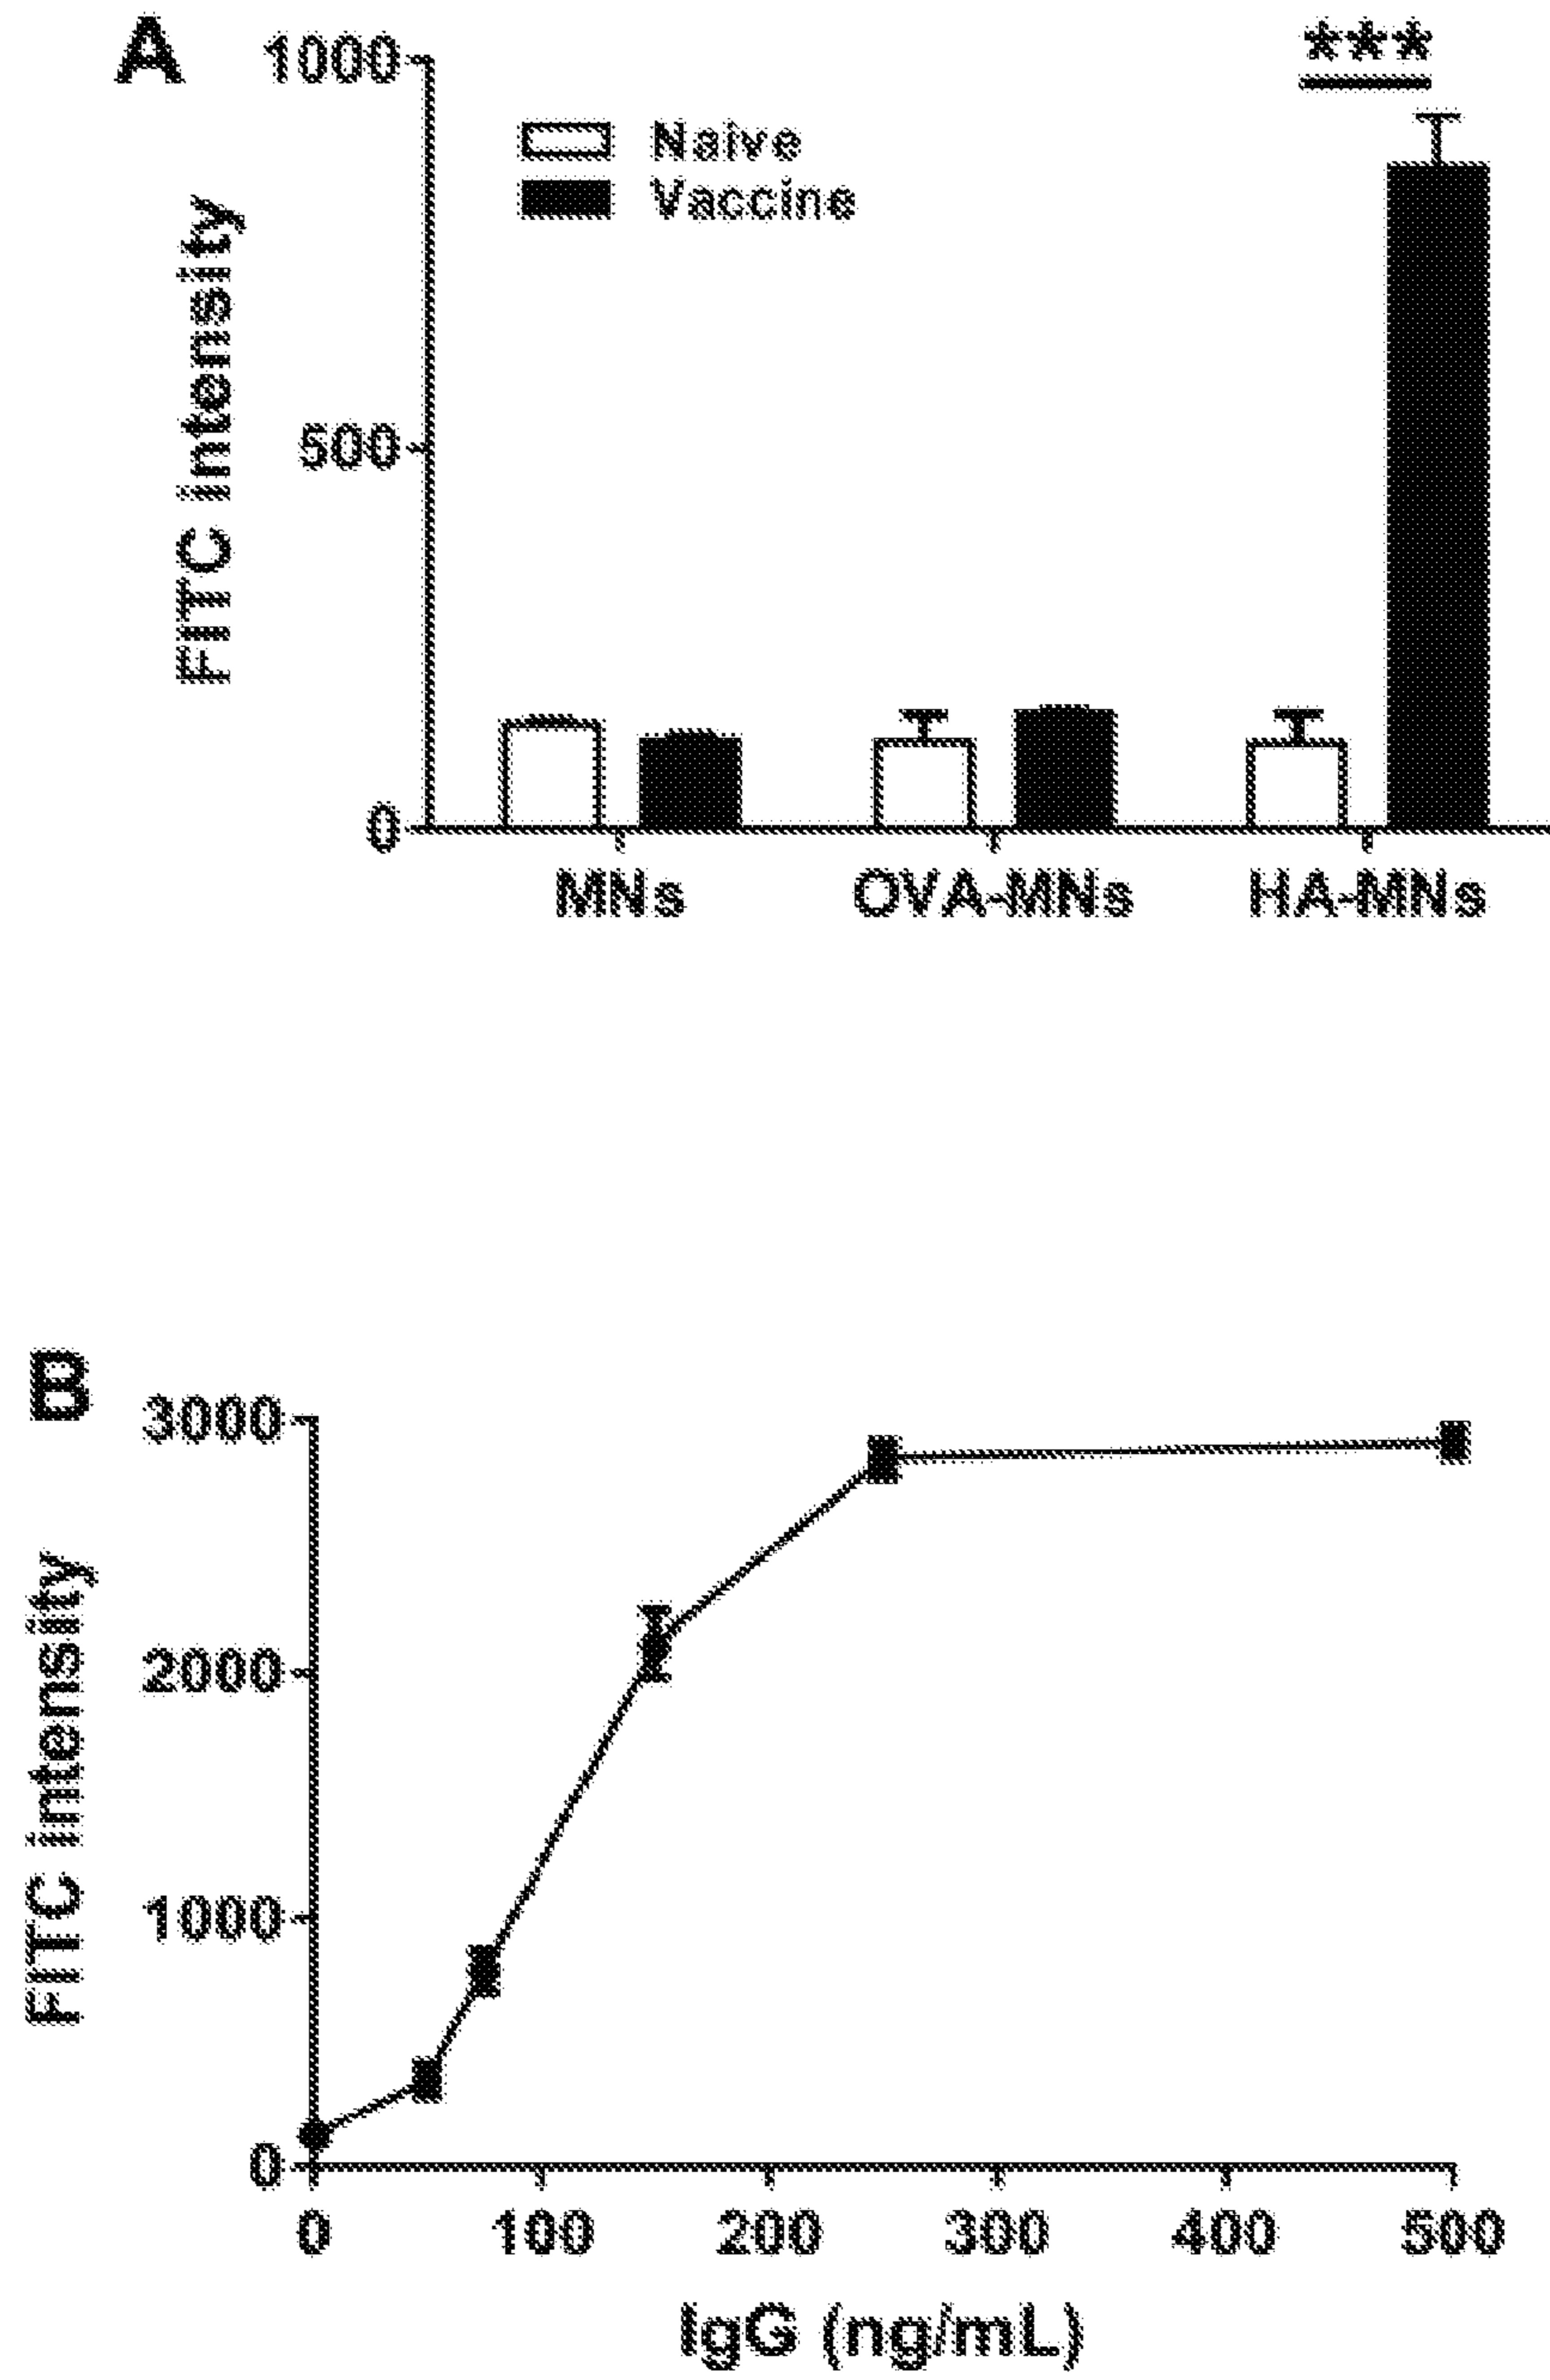 A
***
1000
Naive
Vaccine
FITC intensity
500
0
MNs OVA-MNs HA-MNs
B
3000
FITC intensity
2000
1000
0
0 100 200 300 400 500
IgG (ng/mL)